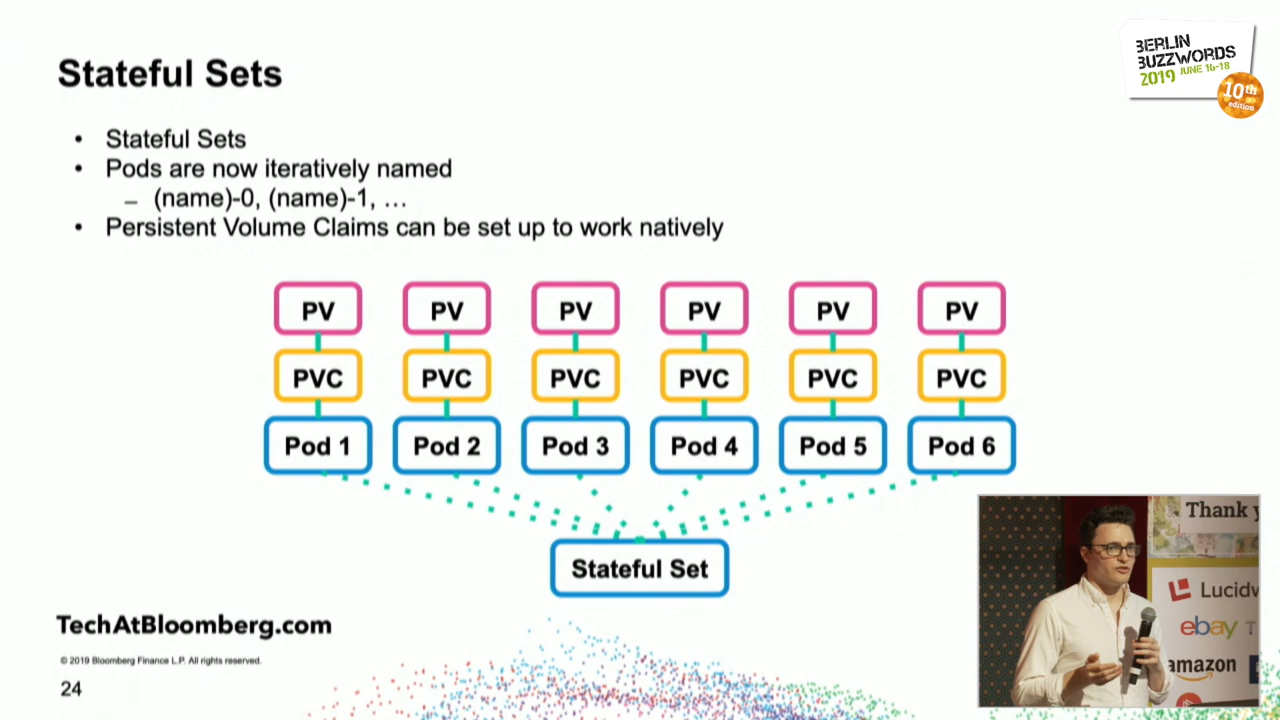 Stateful Sets
BERLIN
BUZZWORDS
2019 JUNE 16-18
10th
edition
• Stateful Sets
• Pods are now iteratively named
– (name)-0, (name)-1, …
• Persistent Volume Claims can be set up to work natively
PV PV PV PV PV PV
PVC PVC PVC PVC PVC PVC
Pod 1 Pod 2 Pod 3 Pod 4 Pod 5 Pod 6
Stateful Set
Thank y
Lucidw
ebay T
amazon
TechAtBloomberg.com
© 2019 Bloomberg Finance L.P. All rights reserved.
24